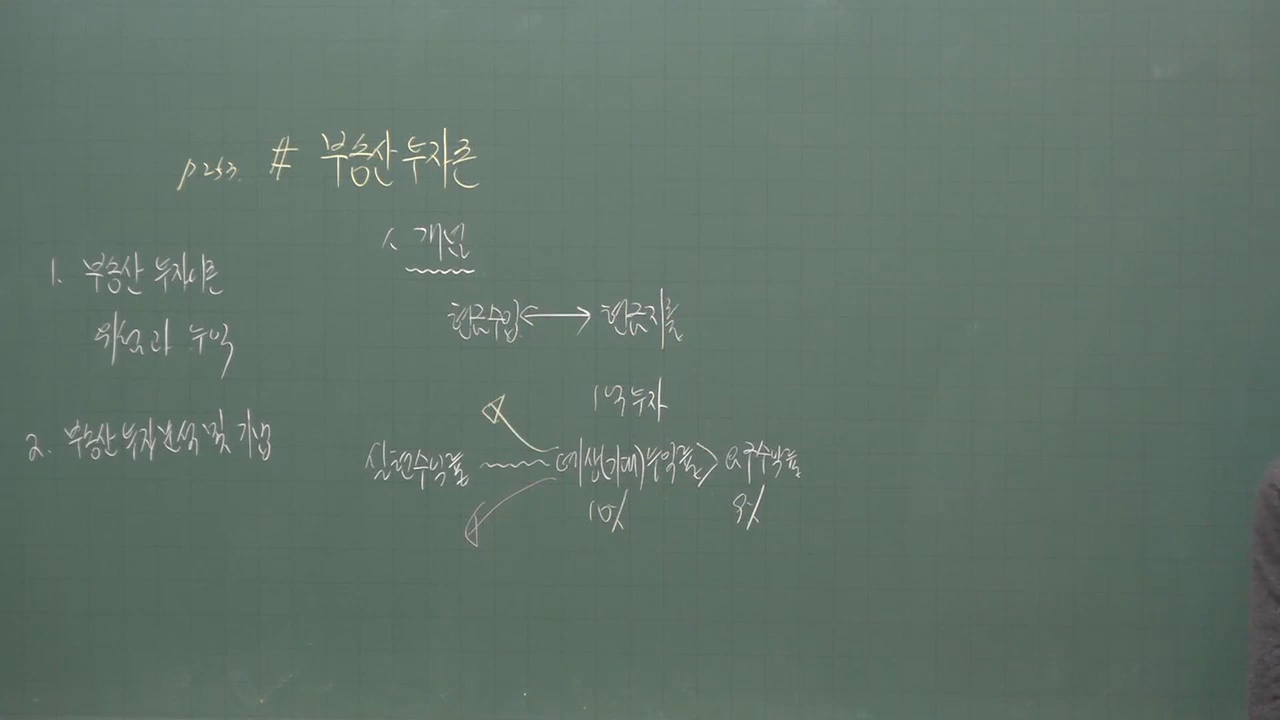 p253. # 부동산 투자론
1. 개념
1. 부동산 투자이론
위험과 수익
현금수입 ↔ 현금지출
1억 투자
2. 부동산 투자분석 및 기법
실현수익률 예상(기대)수익률 > 요구수익률
10% 8%